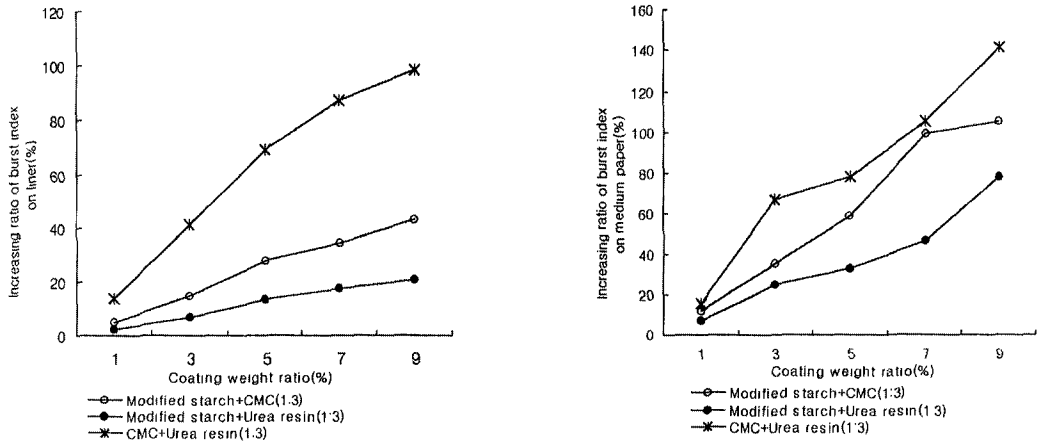 120
100
80
60
40
20
0
Increasing ratio of burst index
on liner(%)
1 3 5 7 9
Coating weight ratio(%)
Modified starch+CMC(1.3)
Modified starch+Urea resin(1·3)
CMC+Urea resin(1.3)
160
140
120
100
80
60
40
20
0
Increasing ratio of burst index
on medium paper(%)
1 3 5 7 9
Coating weight ratio(%)
Modified starch+CMC(1:3)
Modified starch+Urea resin(1 3)
CMC+Urea resin(1:3)